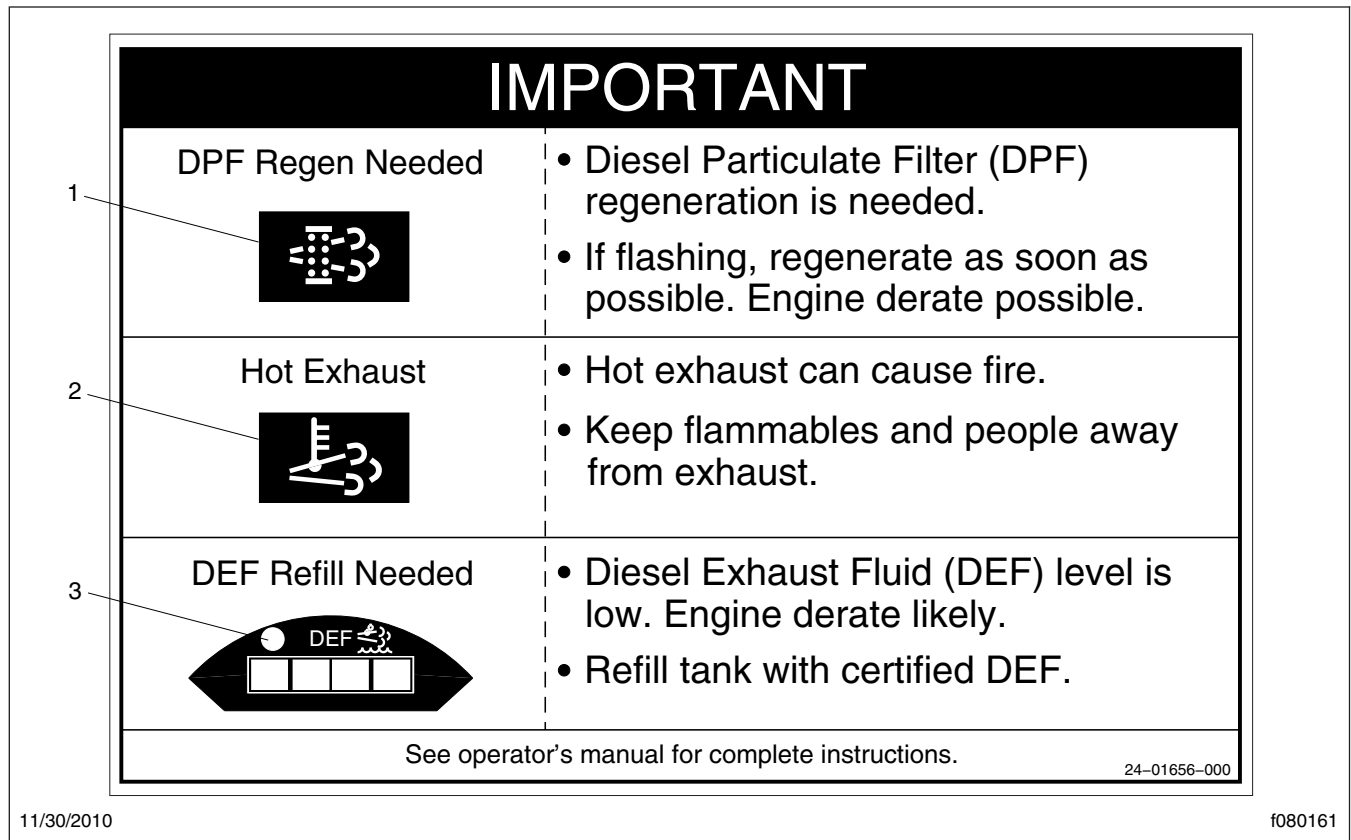 IMPORTANT
DPF Regen Needed
1
• Diesel Particulate Filter (DPF)
regeneration is needed.
• If flashing, regenerate as soon as
possible. Engine derate possible.
Hot Exhaust
2
• Hot exhaust can cause fire.
• Keep flammables and people away
from exhaust.
DEF Refill Needed
3
DEF
• Diesel Exhaust Fluid (DEF) level is
low. Engine derate likely.
• Refill tank with certified DEF.
See operator's manual for complete instructions.
24–01656–000
11/30/2010
f080161